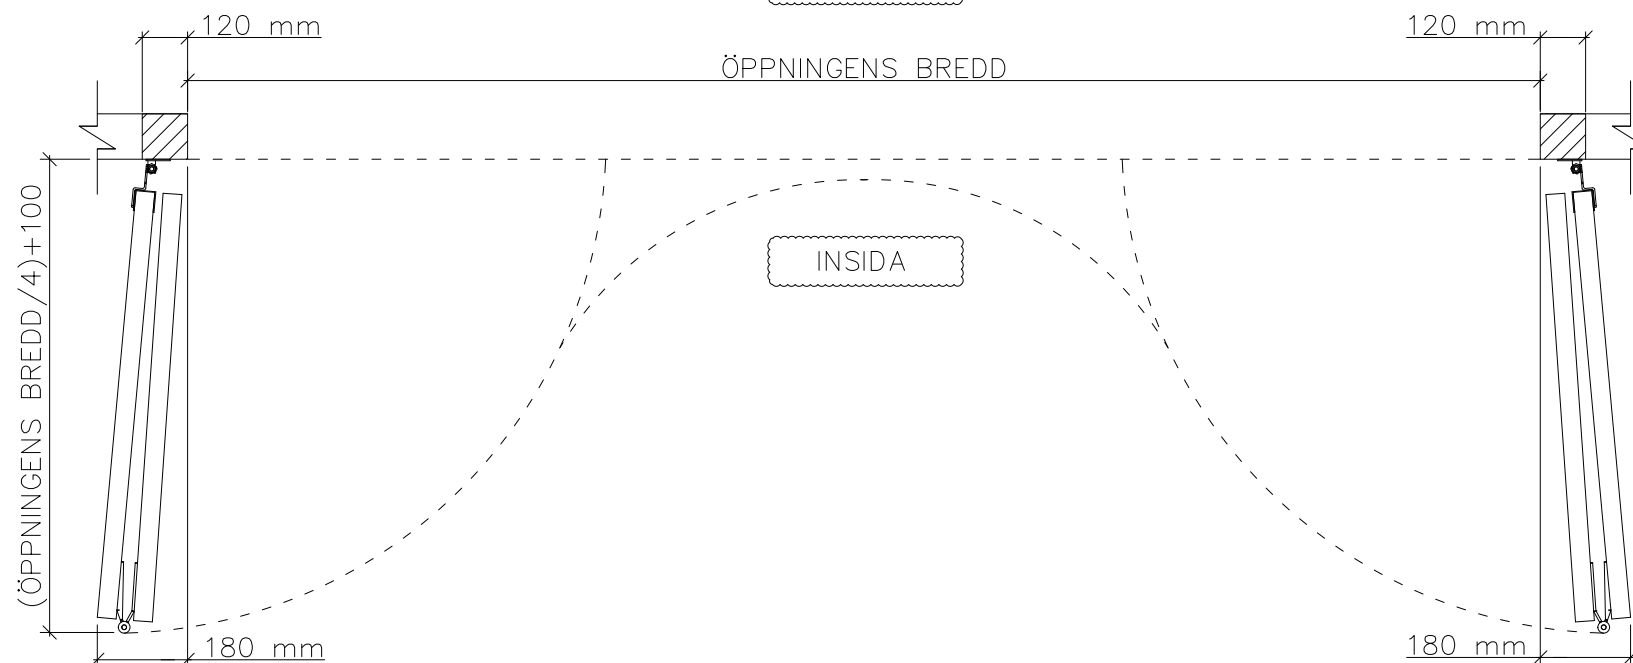 120 mm
120 mm
ÖPPNINGENS BREDD
(ÖPPNINGENS BREDD/4)+100
INSIDA
180 mm
180 mm